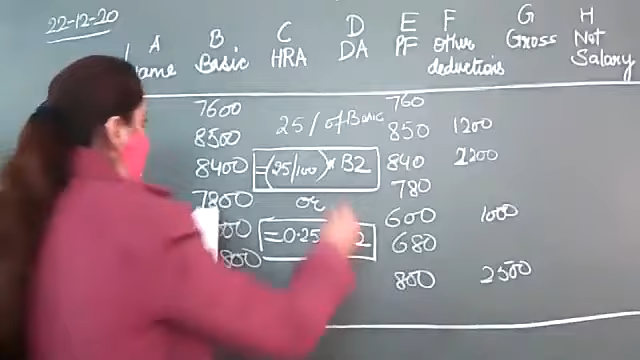 22-12-20
A B C D E F G H
Basic HRA DA PF Other deductions Gross Net Salary
7600 760
8500 25/ of Basic 850 1200
8400 =(25/100)*B2 840 2200
7800 or 780
600 1000
=0.25 2 680
800 800 2500